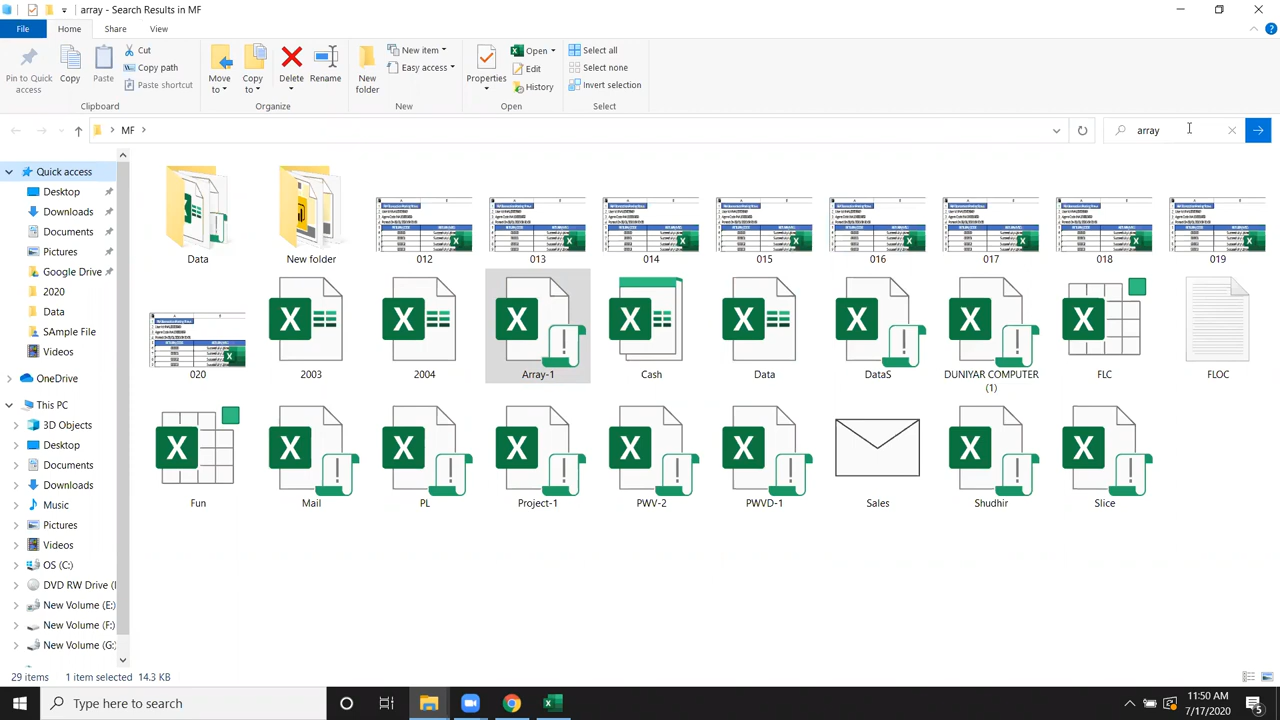 array - Search Results in MF
File Home Share View
Pin to Quick access
Copy
Paste
Cut
Copy path
Paste shortcut
Clipboard
Move to
Copy to
Delete
Rename
Organize
New folder
New item
Easy access
New
Properties
Open
Edit
History
Open
Select all
Select none
Invert selection
Select
MF
array
Quick access
Desktop
Downloads
Documents
Pictures
Google Drive
2020
Data
SAmple Fil
Videos
OneDrive
This PC
3D Objects
Desktop
Documents
Downloads
Music
Pictures
Videos
OS (C:)
DVD RW Drive (
New Volume (E:)
New Volume (F:)
New Volume (G:)
Data New folder 012 013 014 015 016 017 018 019
020 2003 2004 Array-1 Cash Data DataS DUNIYAR COMPUTER FLC FLOC
(1)
Fun Mail PL Project-1 PWV-2 PWVD-1 Sales Shudhir Slice
29 items 1 item selected 14.3 KB
Type here to search
11:50 AM
7/17/2020
5